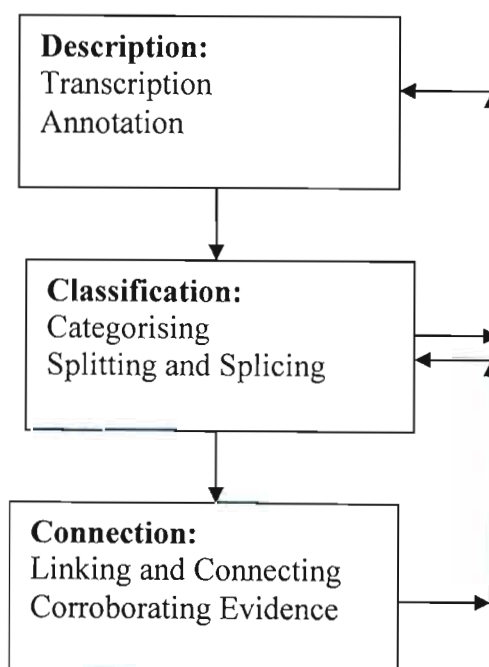 Description:
Transcription
Annotation
Classification:
Categorising
Splitting and Splicing
Connection:
Linking and Connecting
Corroborating Evidence